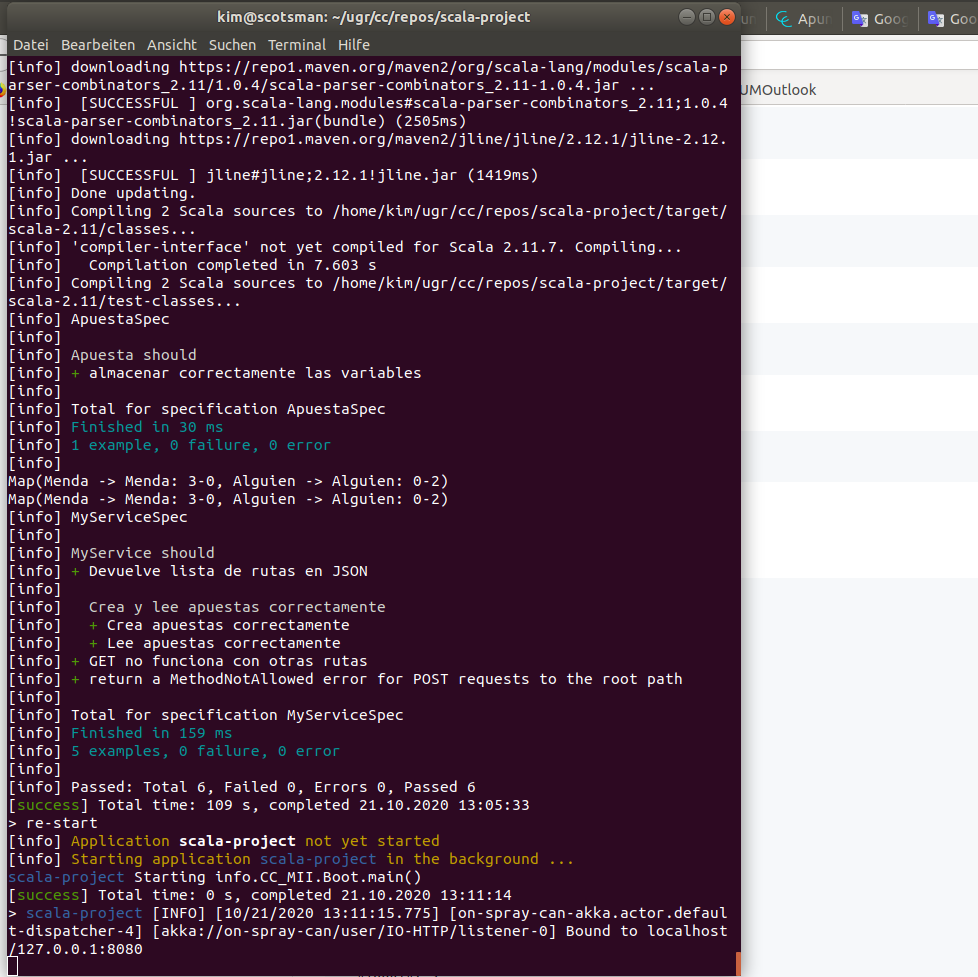 kim@scotsman: ~/ugr/cc/repos/scala-project
Apun
Goog
Goo
Datei Bearbeiten Ansicht Suchen Terminal Hilfe
UMOutlook
[info] downloading https://repo1.maven.org/maven2/org/scala-lang/modules/scala-p
arser-combinators_2.11/1.0.4/scala-parser-combinators_2.11-1.0.4.jar ...
[info]  [SUCCESSFUL ] org.scala-lang.modules#scala-parser-combinators_2.11;1.0.4
!scala-parser-combinators_2.11.jar(bundle) (2505ms)
[info] downloading https://repo1.maven.org/maven2/jline/jline/2.12.1/jline-2.12.
1.jar ...
[info]  [SUCCESSFUL ] jline#jline;2.12.1!jline.jar (1419ms)
[info] Done updating.
[info] Compiling 2 Scala sources to /home/kim/ugr/cc/repos/scala-project/target/
scala-2.11/classes...
[info] 'compiler-interface' not yet compiled for Scala 2.11.7. Compiling...
[info]   Compilation completed in 7.603 s
[info] Compiling 2 Scala sources to /home/kim/ugr/cc/repos/scala-project/target/
scala-2.11/test-classes...
[info] ApuestaSpec
[info]
[info] Apuesta should
[info] + almacenar correctamente las variables
[info]
[info] Total for specification ApuestaSpec
[info] Finished in 30 ms
[info] 1 example, 0 failure, 0 error
[info]
Map(Menda -> Menda: 3-0, Alguien -> Alguien: 0-2)
Map(Menda -> Menda: 3-0, Alguien -> Alguien: 0-2)
[info] MyServiceSpec
[info]
[info] MyService should
[info] + Devuelve lista de rutas en JSON
[info]
[info]   Crea y lee apuestas correctamente
[info]   + Crea apuestas correctamente
[info]   + Lee apuestas correctamente
[info] + GET no funciona con otras rutas
[info] + return a MethodNotAllowed error for POST requests to the root path
[info]
[info] Total for specification MyServiceSpec
[info] Finished in 159 ms
[info] 5 examples, 0 failure, 0 error
[info]
[info] Passed: Total 6, Failed 0, Errors 0, Passed 6
[success] Total time: 109 s, completed 21.10.2020 13:05:33
> re-start
[info] Application scala-project not yet started
[info] Starting application scala-project in the background ...
scala-project Starting info.CC_MII.Boot.main()
[success] Total time: 0 s, completed 21.10.2020 13:11:14
> scala-project [INFO] [10/21/2020 13:11:15.775] [on-spray-can-akka.actor.defaul
t-dispatcher-4] [akka://on-spray-can/user/IO-HTTP/listener-0] Bound to localhost
/127.0.0.1:8080